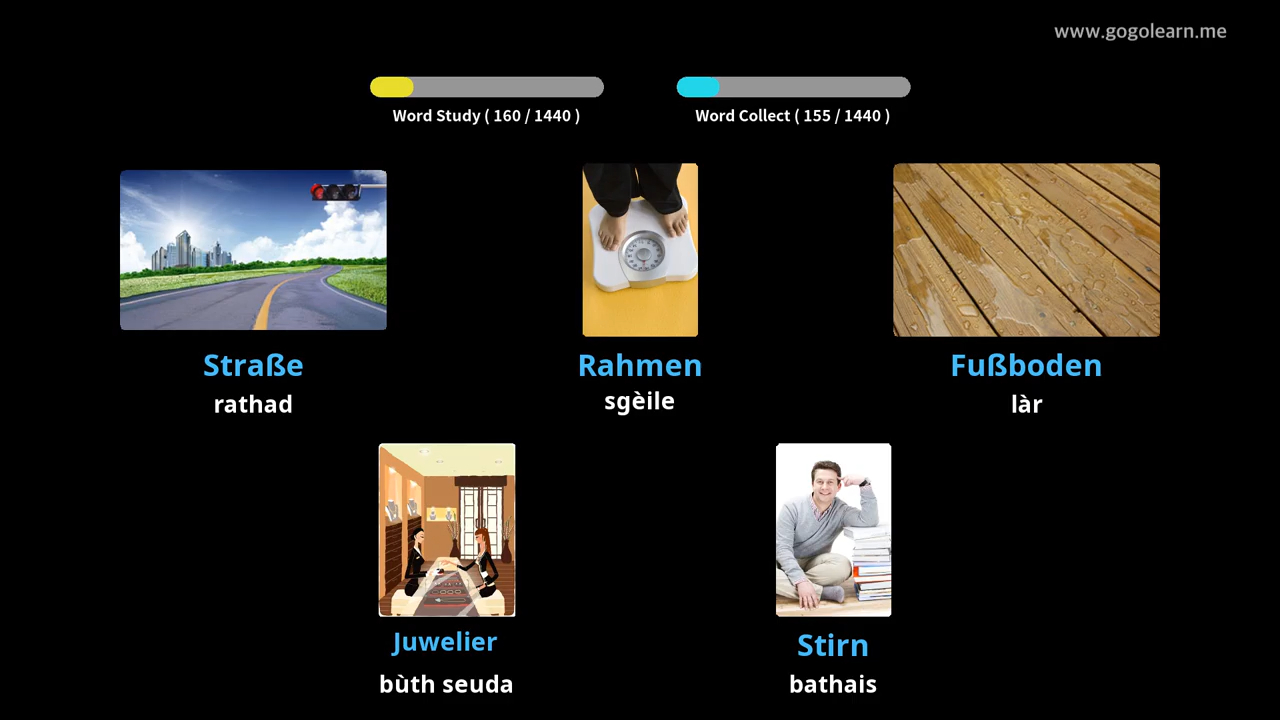 www.gogolearn.me
Word Study ( 160 / 1440 )
Word Collect ( 155 / 1440 )
Straße
rathad
Rahmen
sgèile
Fußboden
làr
Juwelier
bùth seuda
Stirn
bathais